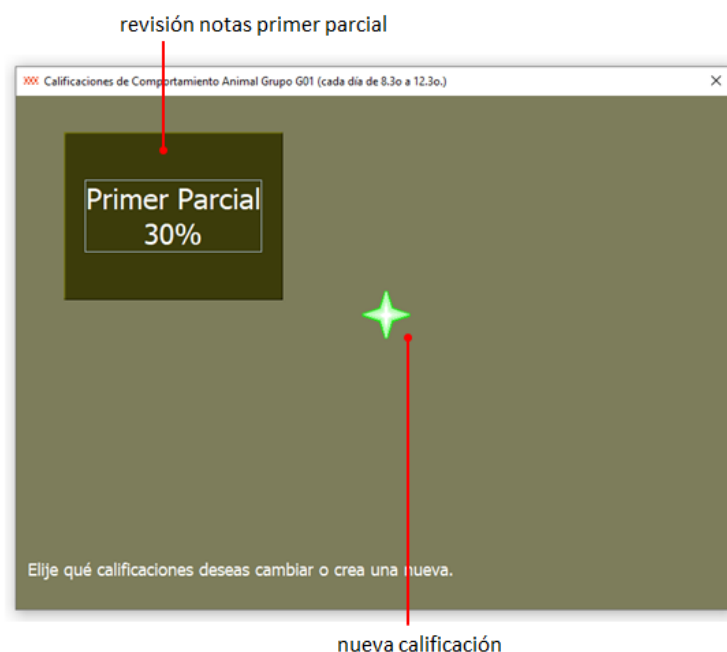 revisión notas primer parcial
XXX Calificaciones de Comportamiento Animal Grupo G01 (cada día de 8.3o a 12.3o.)
Primer Parcial
30%
Elije qué calificaciones deseas cambiar o crea una nueva.
nueva calificación